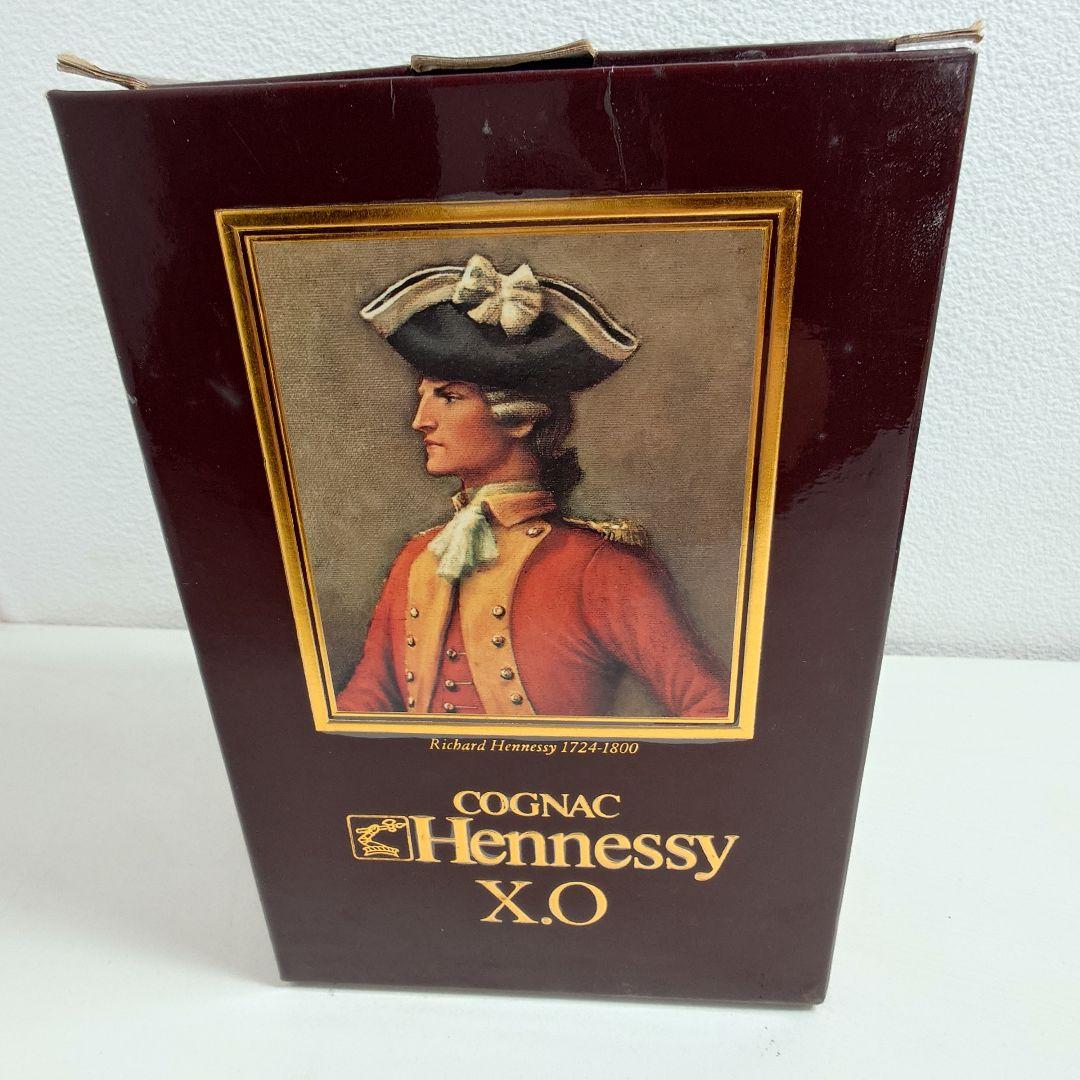 Richard Hennessy 1724-1800
COGNAC
Hennessy
X.O